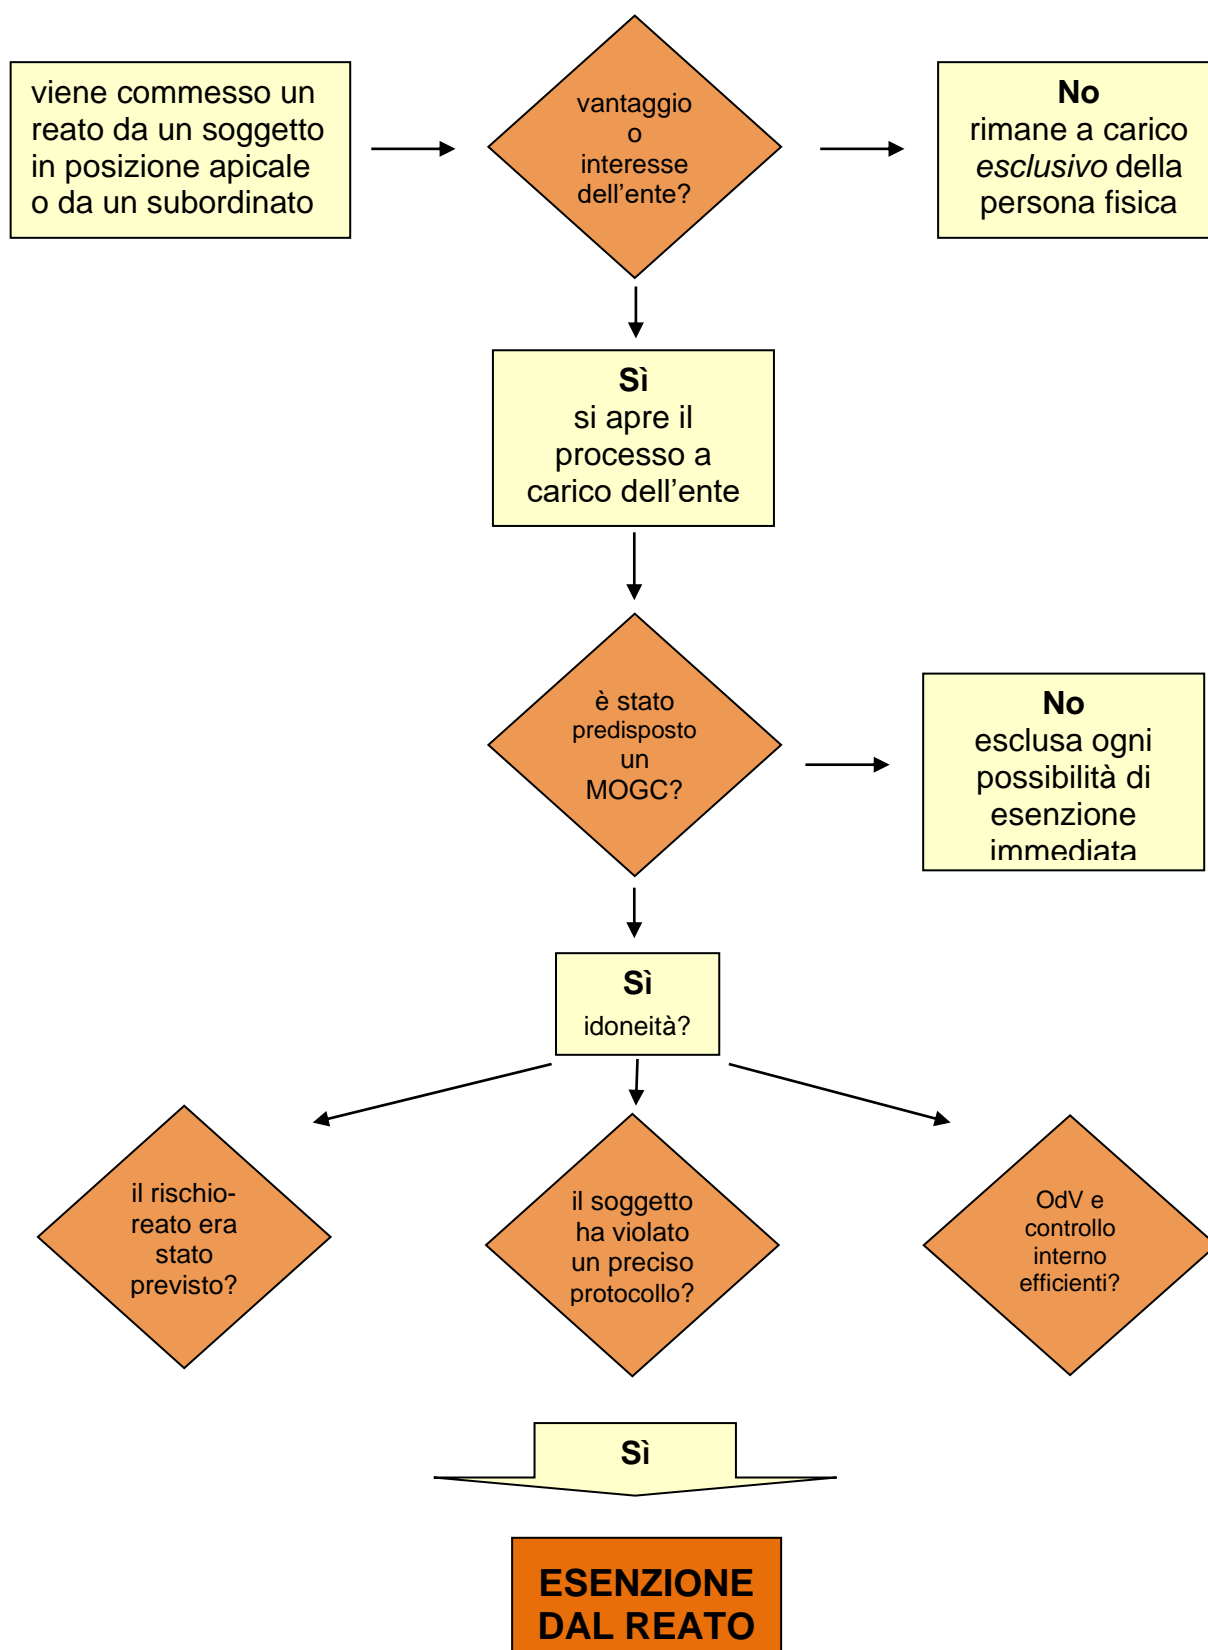 viene commesso un
reato da un soggetto
in posizione apicale
o da un subordinato
vantaggio
o
interesse
dell’ente?
No
rimane a carico
esclusivo della
persona fisica
Sì
si apre il
processo a
carico dell’ente
è stato
predisposto
un
MOGC?
No
esclusa ogni
possibilità di
esenzione
immediata
Sì
idoneità?
il rischio-
reato era
stato
previsto?
il soggetto
ha violato
un preciso
protocollo?
OdV e
controllo
interno
efficienti?
Sì
ESENZIONE
DAL REATO